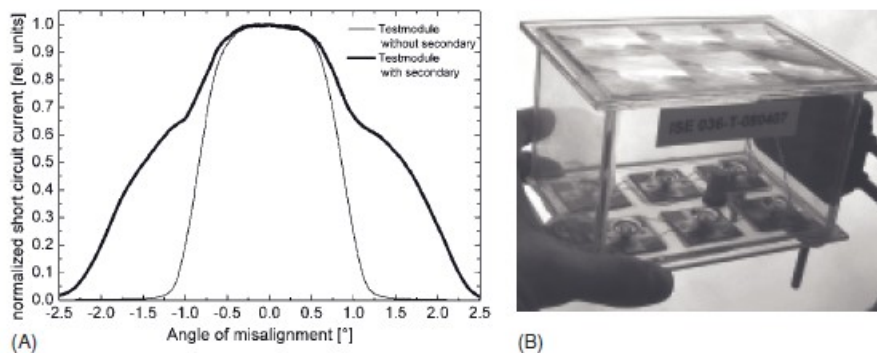 normalized short circuit current [rel. units]
1.0
0.9
0.8
0.7
0.6
0.5
0.4
0.3
0.2
0.1
0.0
-2.5 -2.0 -1.5 -1.0 -0.5 0.0 0.5 1.0 1.5 2.0 2.5
Angle of misalignment [°]
Testmodule
without secondary
Testmodule
with secondary
(A)
ISE 036-T-080407
(B)